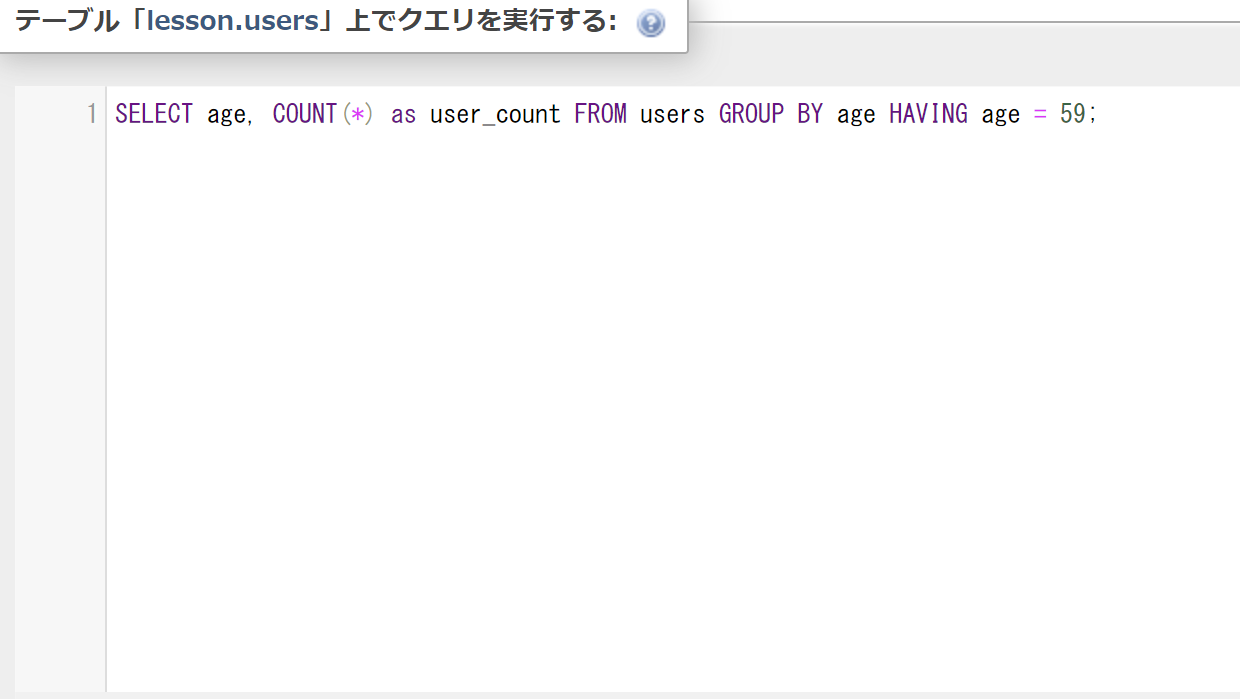 テーブル「lesson.users」上でクエリを実行する:
1 SELECT age, COUNT(*) as user_count FROM users GROUP BY age HAVING age = 59;